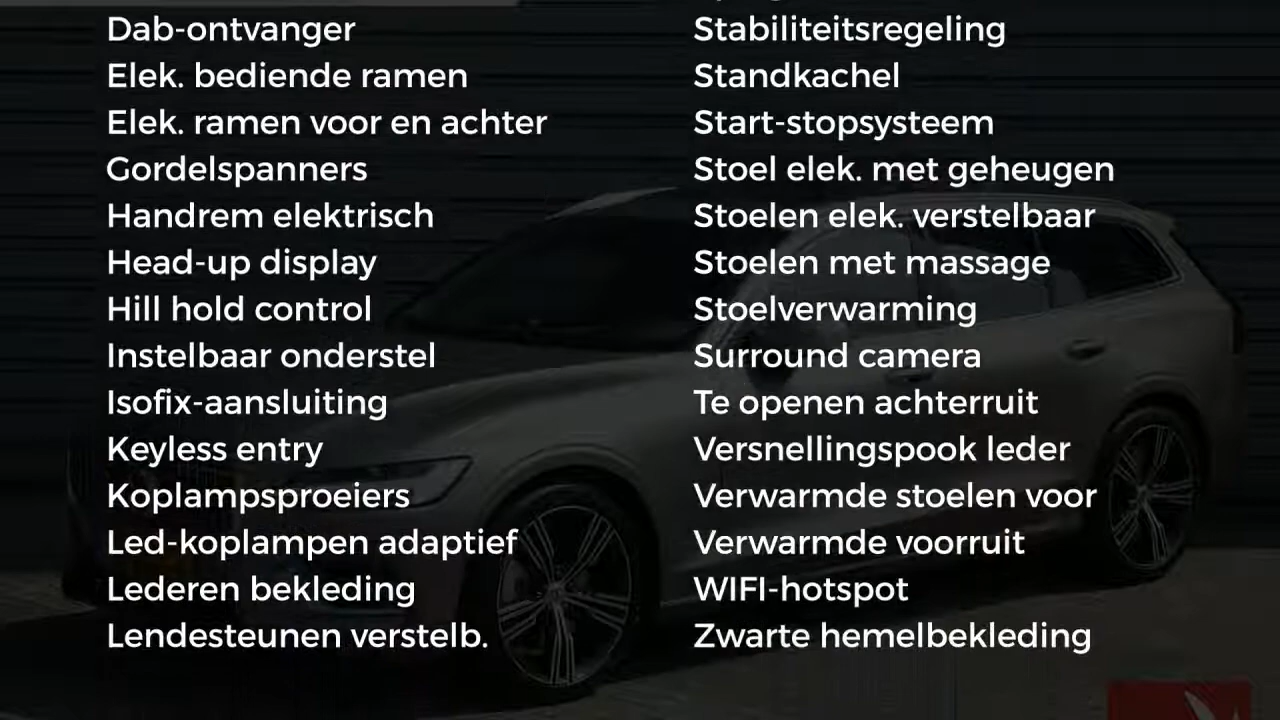 Dab-ontvanger
Elek. bediende ramen
Elek. ramen voor en achter
Gordelspanners
Handrem elektrisch
Head-up display
Hill hold control
Instelbaar onderstel
Isofix-aansluiting
Keyless entry
Koplampsproeiers
Led-koplampen adaptief
Lederen bekleding
Lendesteunen verstelb.
Stabiliteitsregeling
Standkachel
Start-stopsysteem
Stoel elek. met geheugen
Stoelen elek. verstelbaar
Stoelen met massage
Stoelverwarming
Surround camera
Te openen achterruit
Versnellingspook leder
Verwarmde stoelen voor
Verwarmde voorruit
WIFI-hotspot
Zwarte hemelbekleding